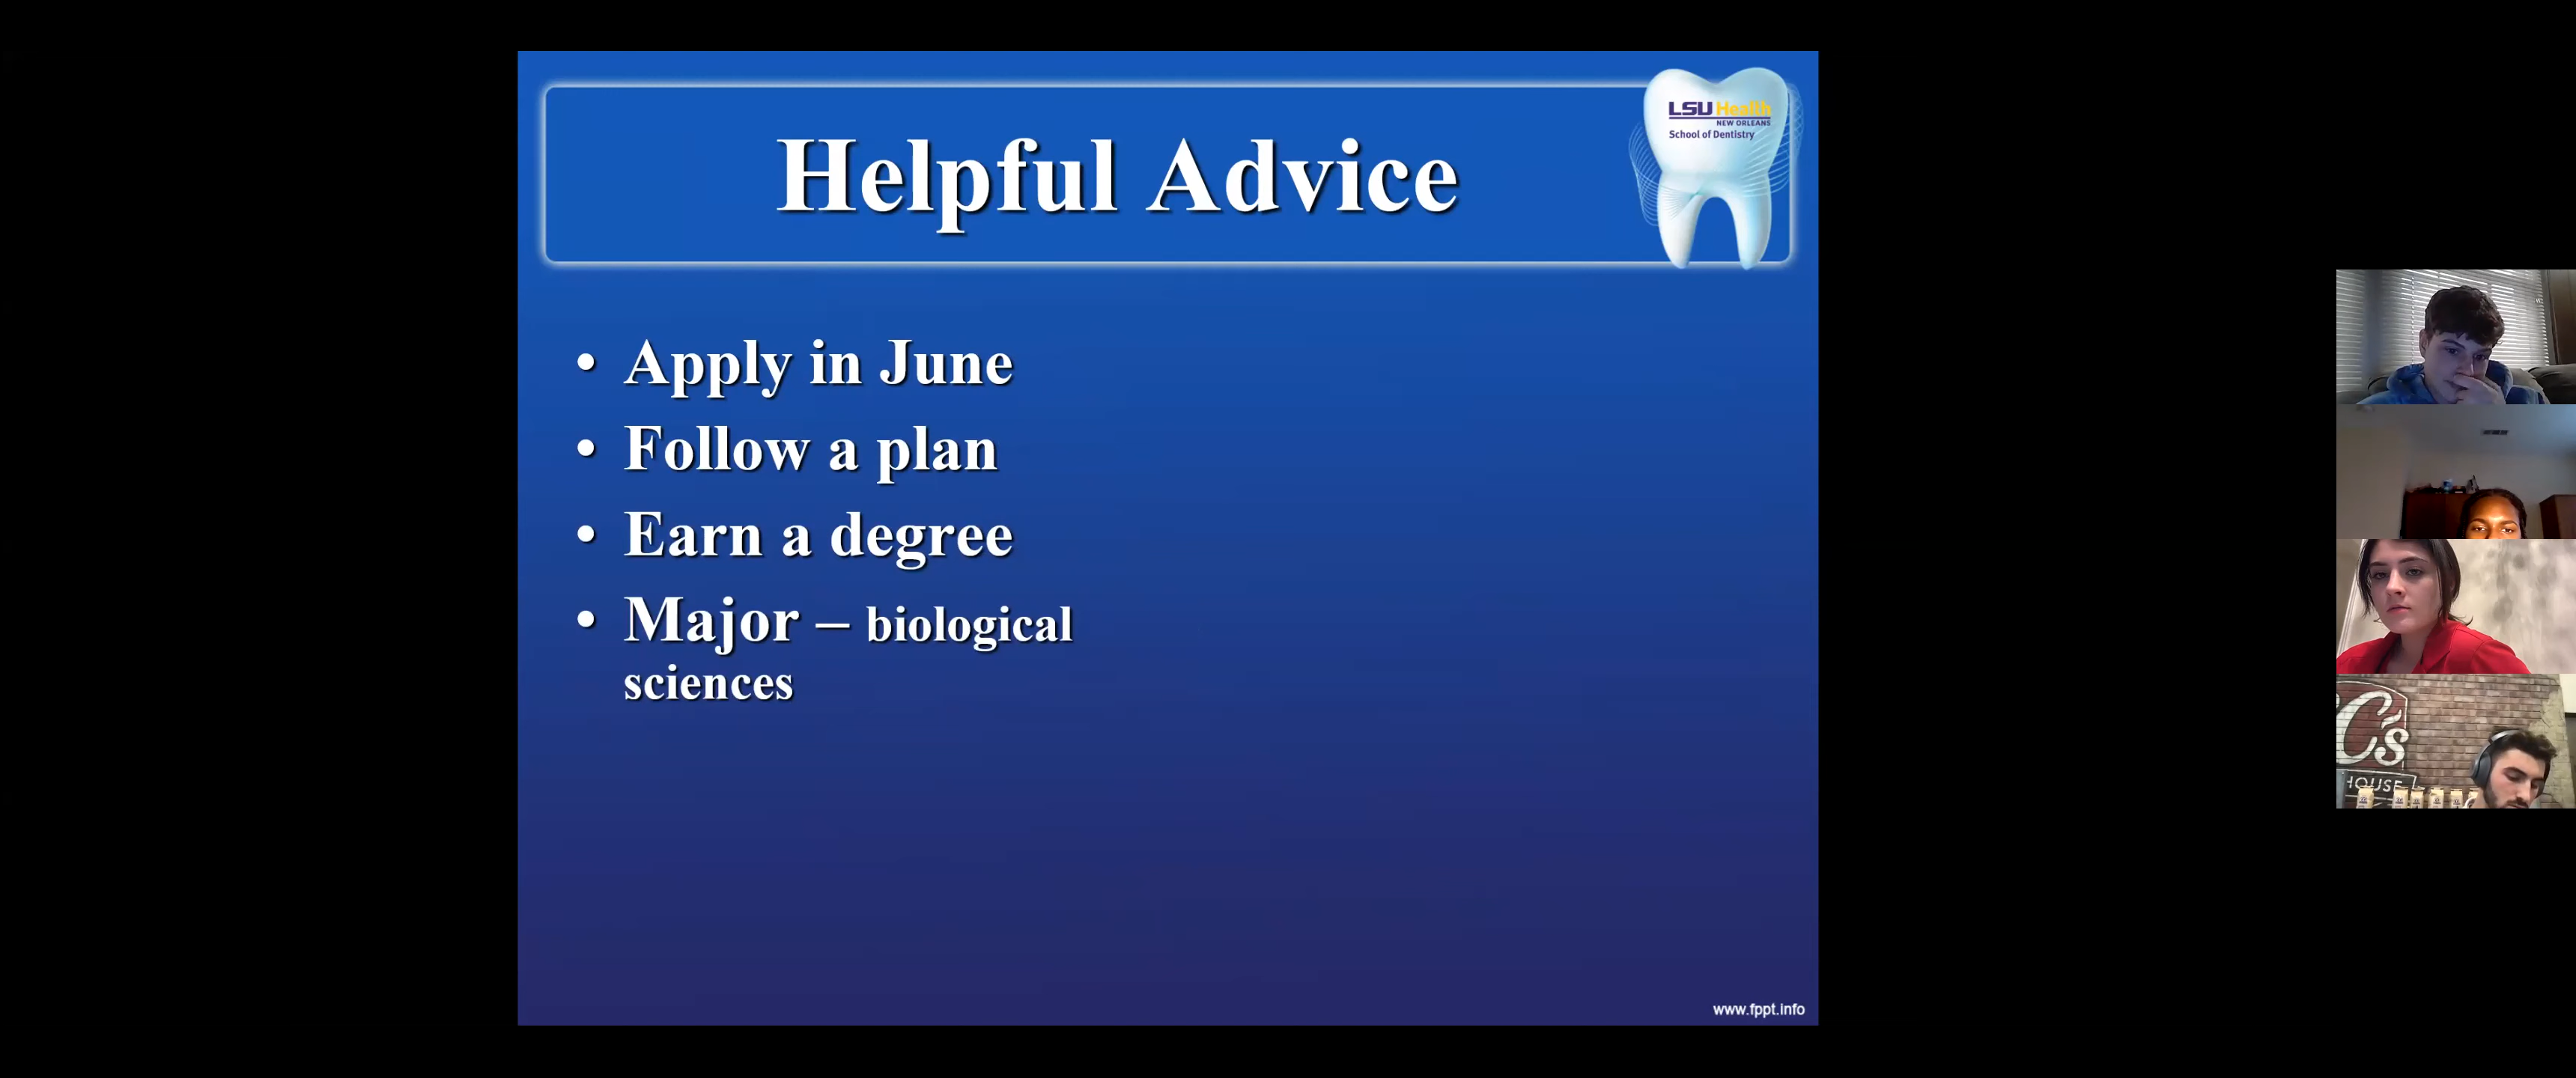 Helpful Advice
LSU Health
NEW ORLEANS
School of Dentistry
• Apply in June
• Follow a plan
• Earn a degree
• Major – biological
sciences
www.fppt.info
C's
HOUSE